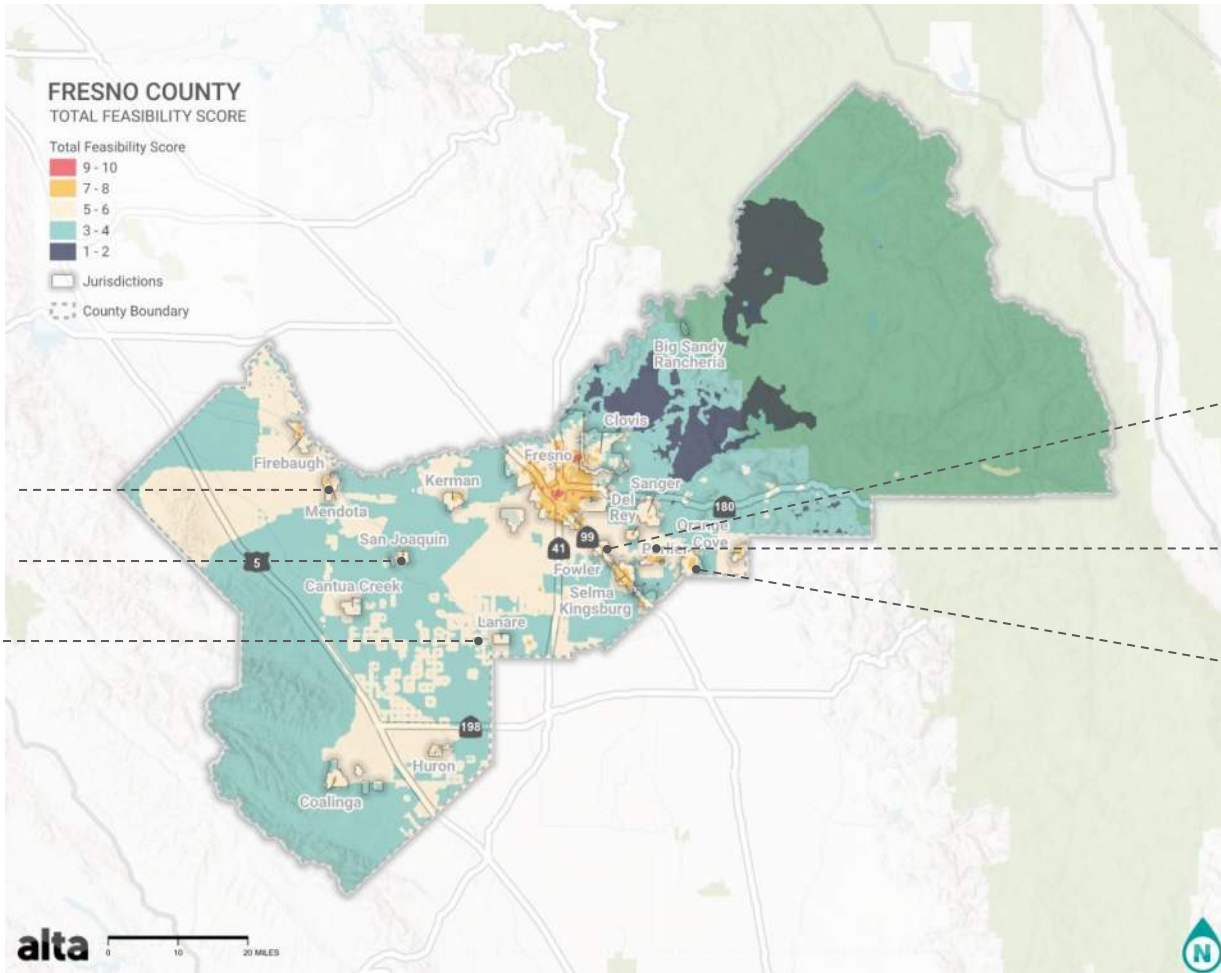 FRESNO COUNTY
TOTAL FEASIBILITY SCORE
Total Feasibility Score
9 - 10
7 - 8
5 - 6
3 - 4
1 - 2
Jurisdictions
County Boundary
Big Sandy
Rancheria
Clovis
Fresno
Firebaugh
Kerman
Sanger
Mendota
Del
Rey
180
Orange
Cove
San Joaquin
41
99
Parlier
5
Fowler
Cantua Creek
Selma
Kingsburg
Lanare
198
Huron
Coalinga
alta
0 10 20 MILES
N